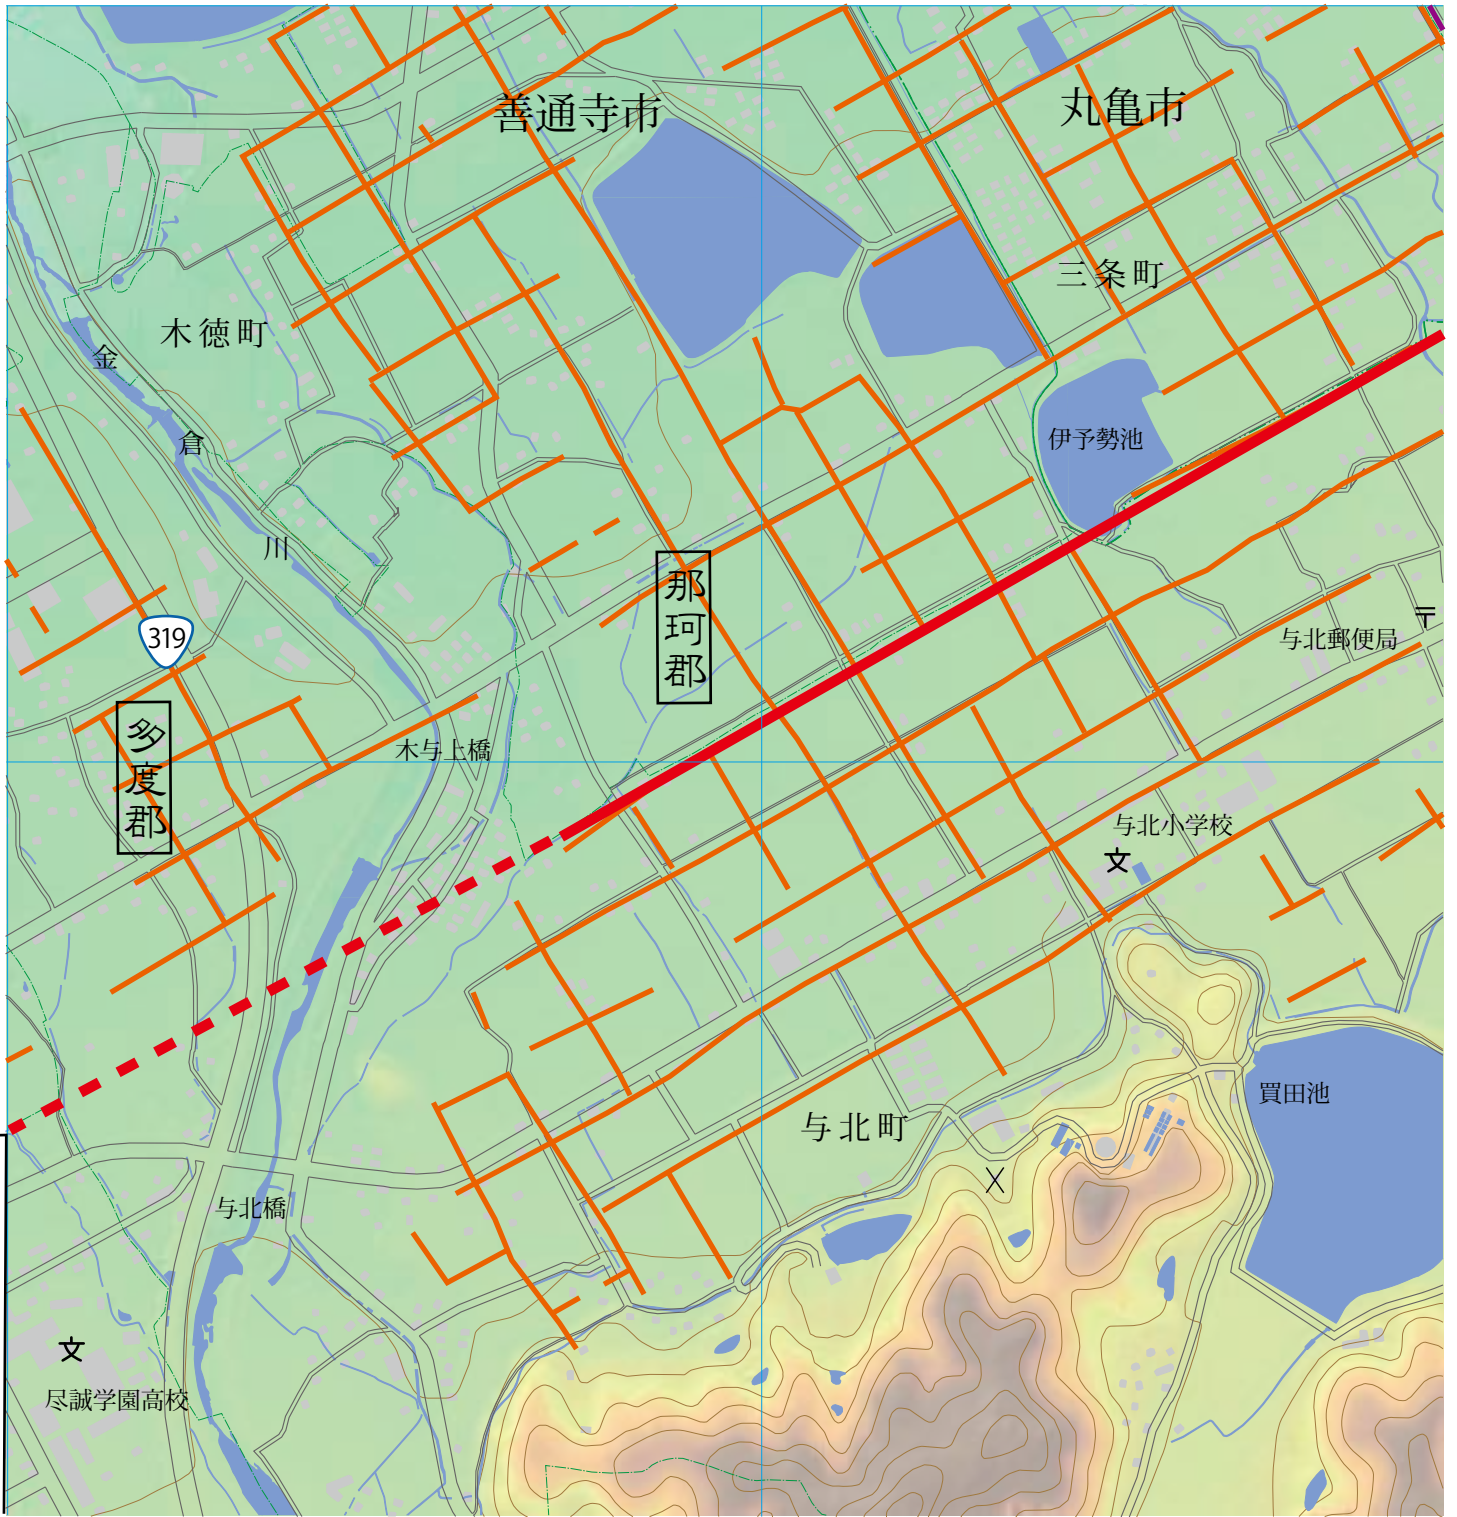 善通寺市
丸亀市
三条町
木徳町
金倉川
伊予勢池
那珂郡
与北郵便局
319
多度郡
木与上橋
与北小学校
文
買田池
与北町
与北橋
文
尽誠学園高校